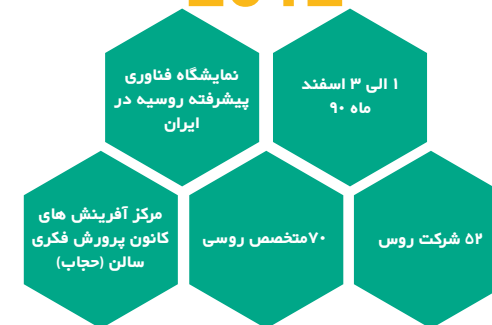 ۱ الی ۳ اسفند
ماه ۹۰
نمایشگاه فناوری
پیشرفته روسیه در
ایران
۵۲ شرکت روس
۷۰متخصص روسی
مرکز آفرینش های
کانون پرورش فکری
سالن (حجاب)